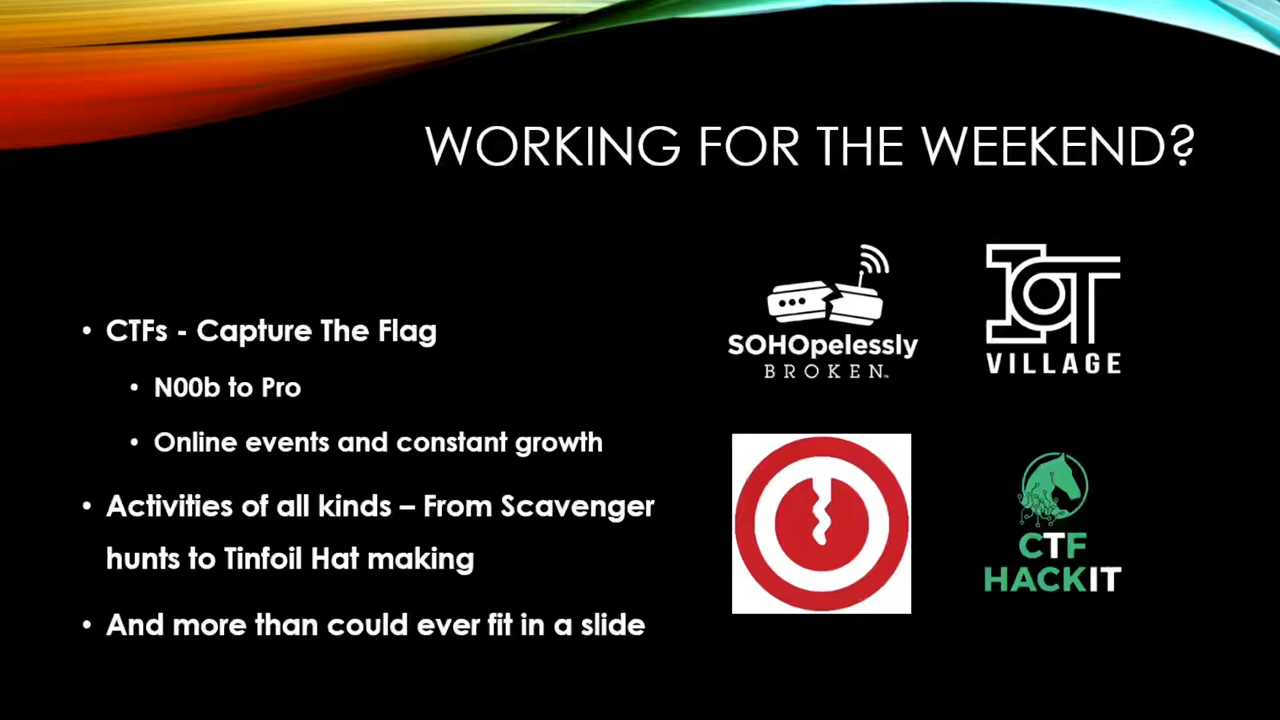 WORKING FOR THE WEEKEND?
• CTFs - Capture The Flag
• N00b to Pro
• Online events and constant growth
• Activities of all kinds – From Scavenger
hunts to Tinfoil Hat making
• And more than could ever fit in a slide
SOHOpelessly
BROKEN™
IoT
VILLAGE
CTF
HACKIT